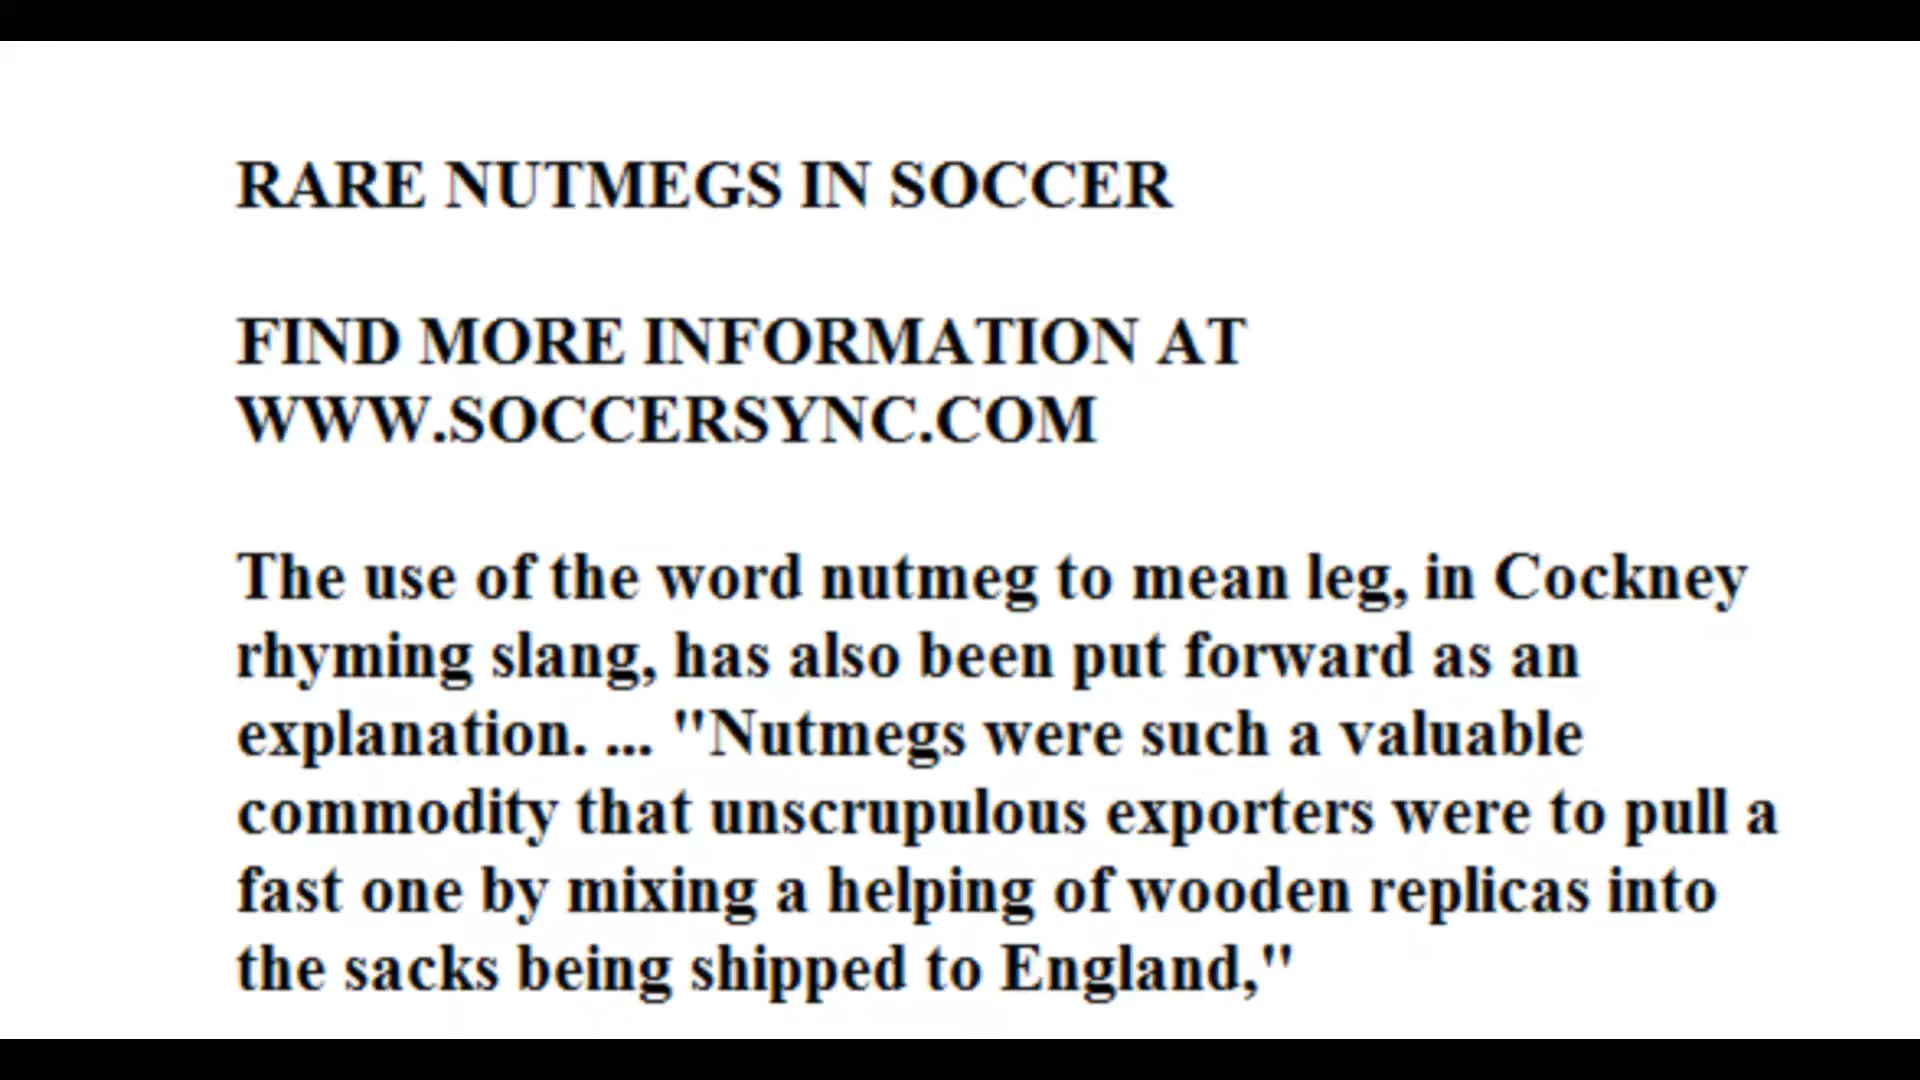 RARE NUTMEGS IN SOCCER
FIND MORE INFORMATION AT
WWW.SOCCERSYNC.COM
The use of the word nutmeg to mean leg, in Cockney
rhyming slang, has also been put forward as an
explanation. ... "Nutmegs were such a valuable
commodity that unscrupulous exporters were to pull a
fast one by mixing a helping of wooden replicas into
the sacks being shipped to England,"